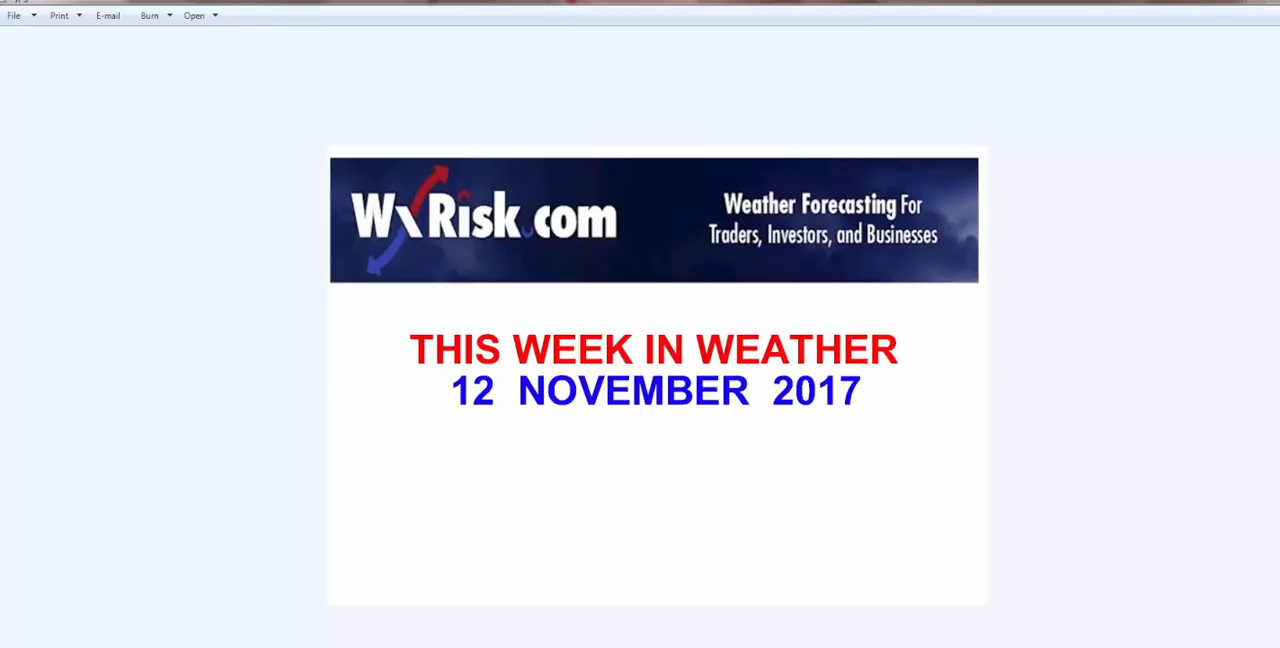 File Print E-mail Burn Open
WxRisk.com
Weather Forecasting For
Traders, Investors, and Businesses
THIS WEEK IN WEATHER
12 NOVEMBER 2017